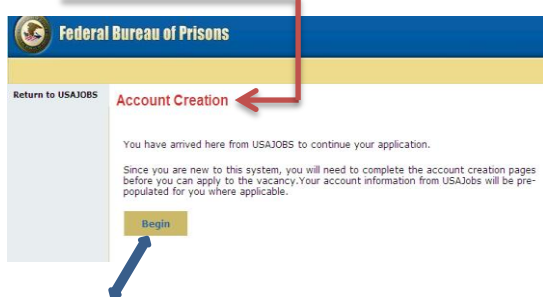 Federal Bureau of Prisons
Return to USAJOBS
Account Creation
You have arrived here from USAJOBS to continue your application.
Since you are new to this system, you will need to complete the account creation pages
before you can apply to the vacancy.Your account information from USAJobs will be pre-
populated for you where applicable.
Begin